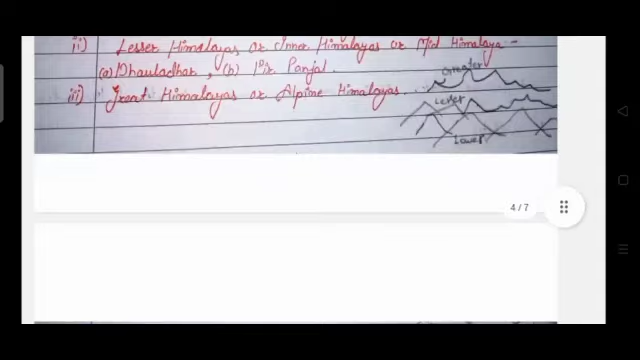 ii) Lesser Himalayas or Inner Himalayas or Mid Himalaya -
(a) Dhauladhar, (b) Pir Panjal.
iii) Great Himalayas or Alpine Himalayas.
Greater
Lesser
Lower
4 / 7